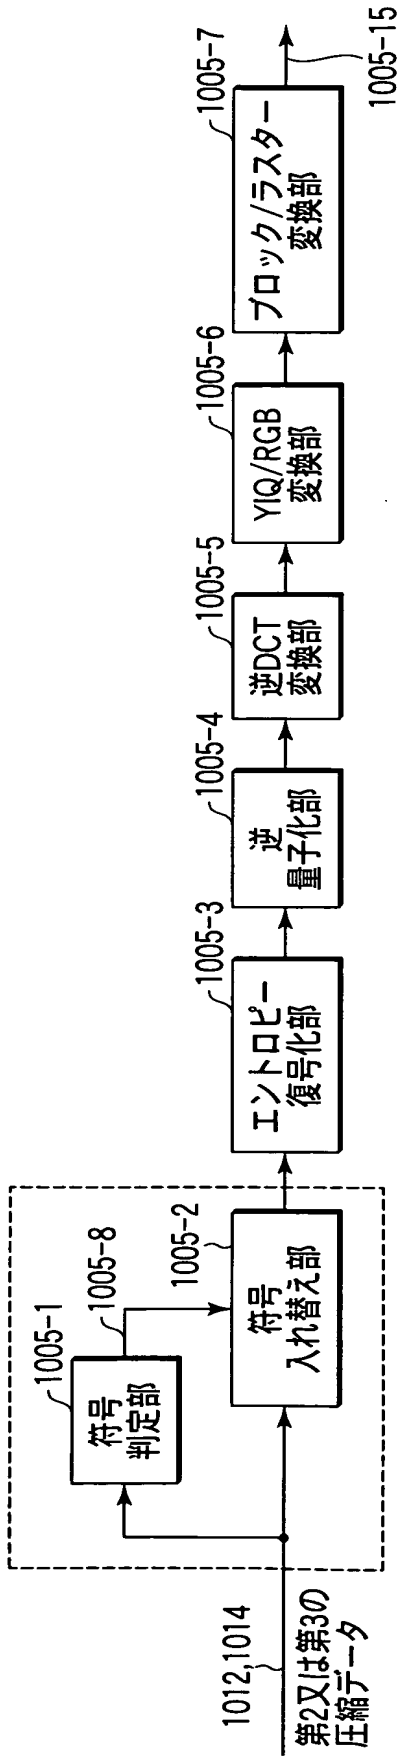 1012,1014
第2又は第3の
圧縮データ
1005-1
符号
判定部
1005-8
1005-2
符号
入れ替え部
1005-3
エントロピー
復号化部
1005-4
逆
量子化部
1005-5
逆DCT
変換部
1005-6
YIQ/RGB
変換部
1005-7
ブロック/ラスター
変換部
1005-15